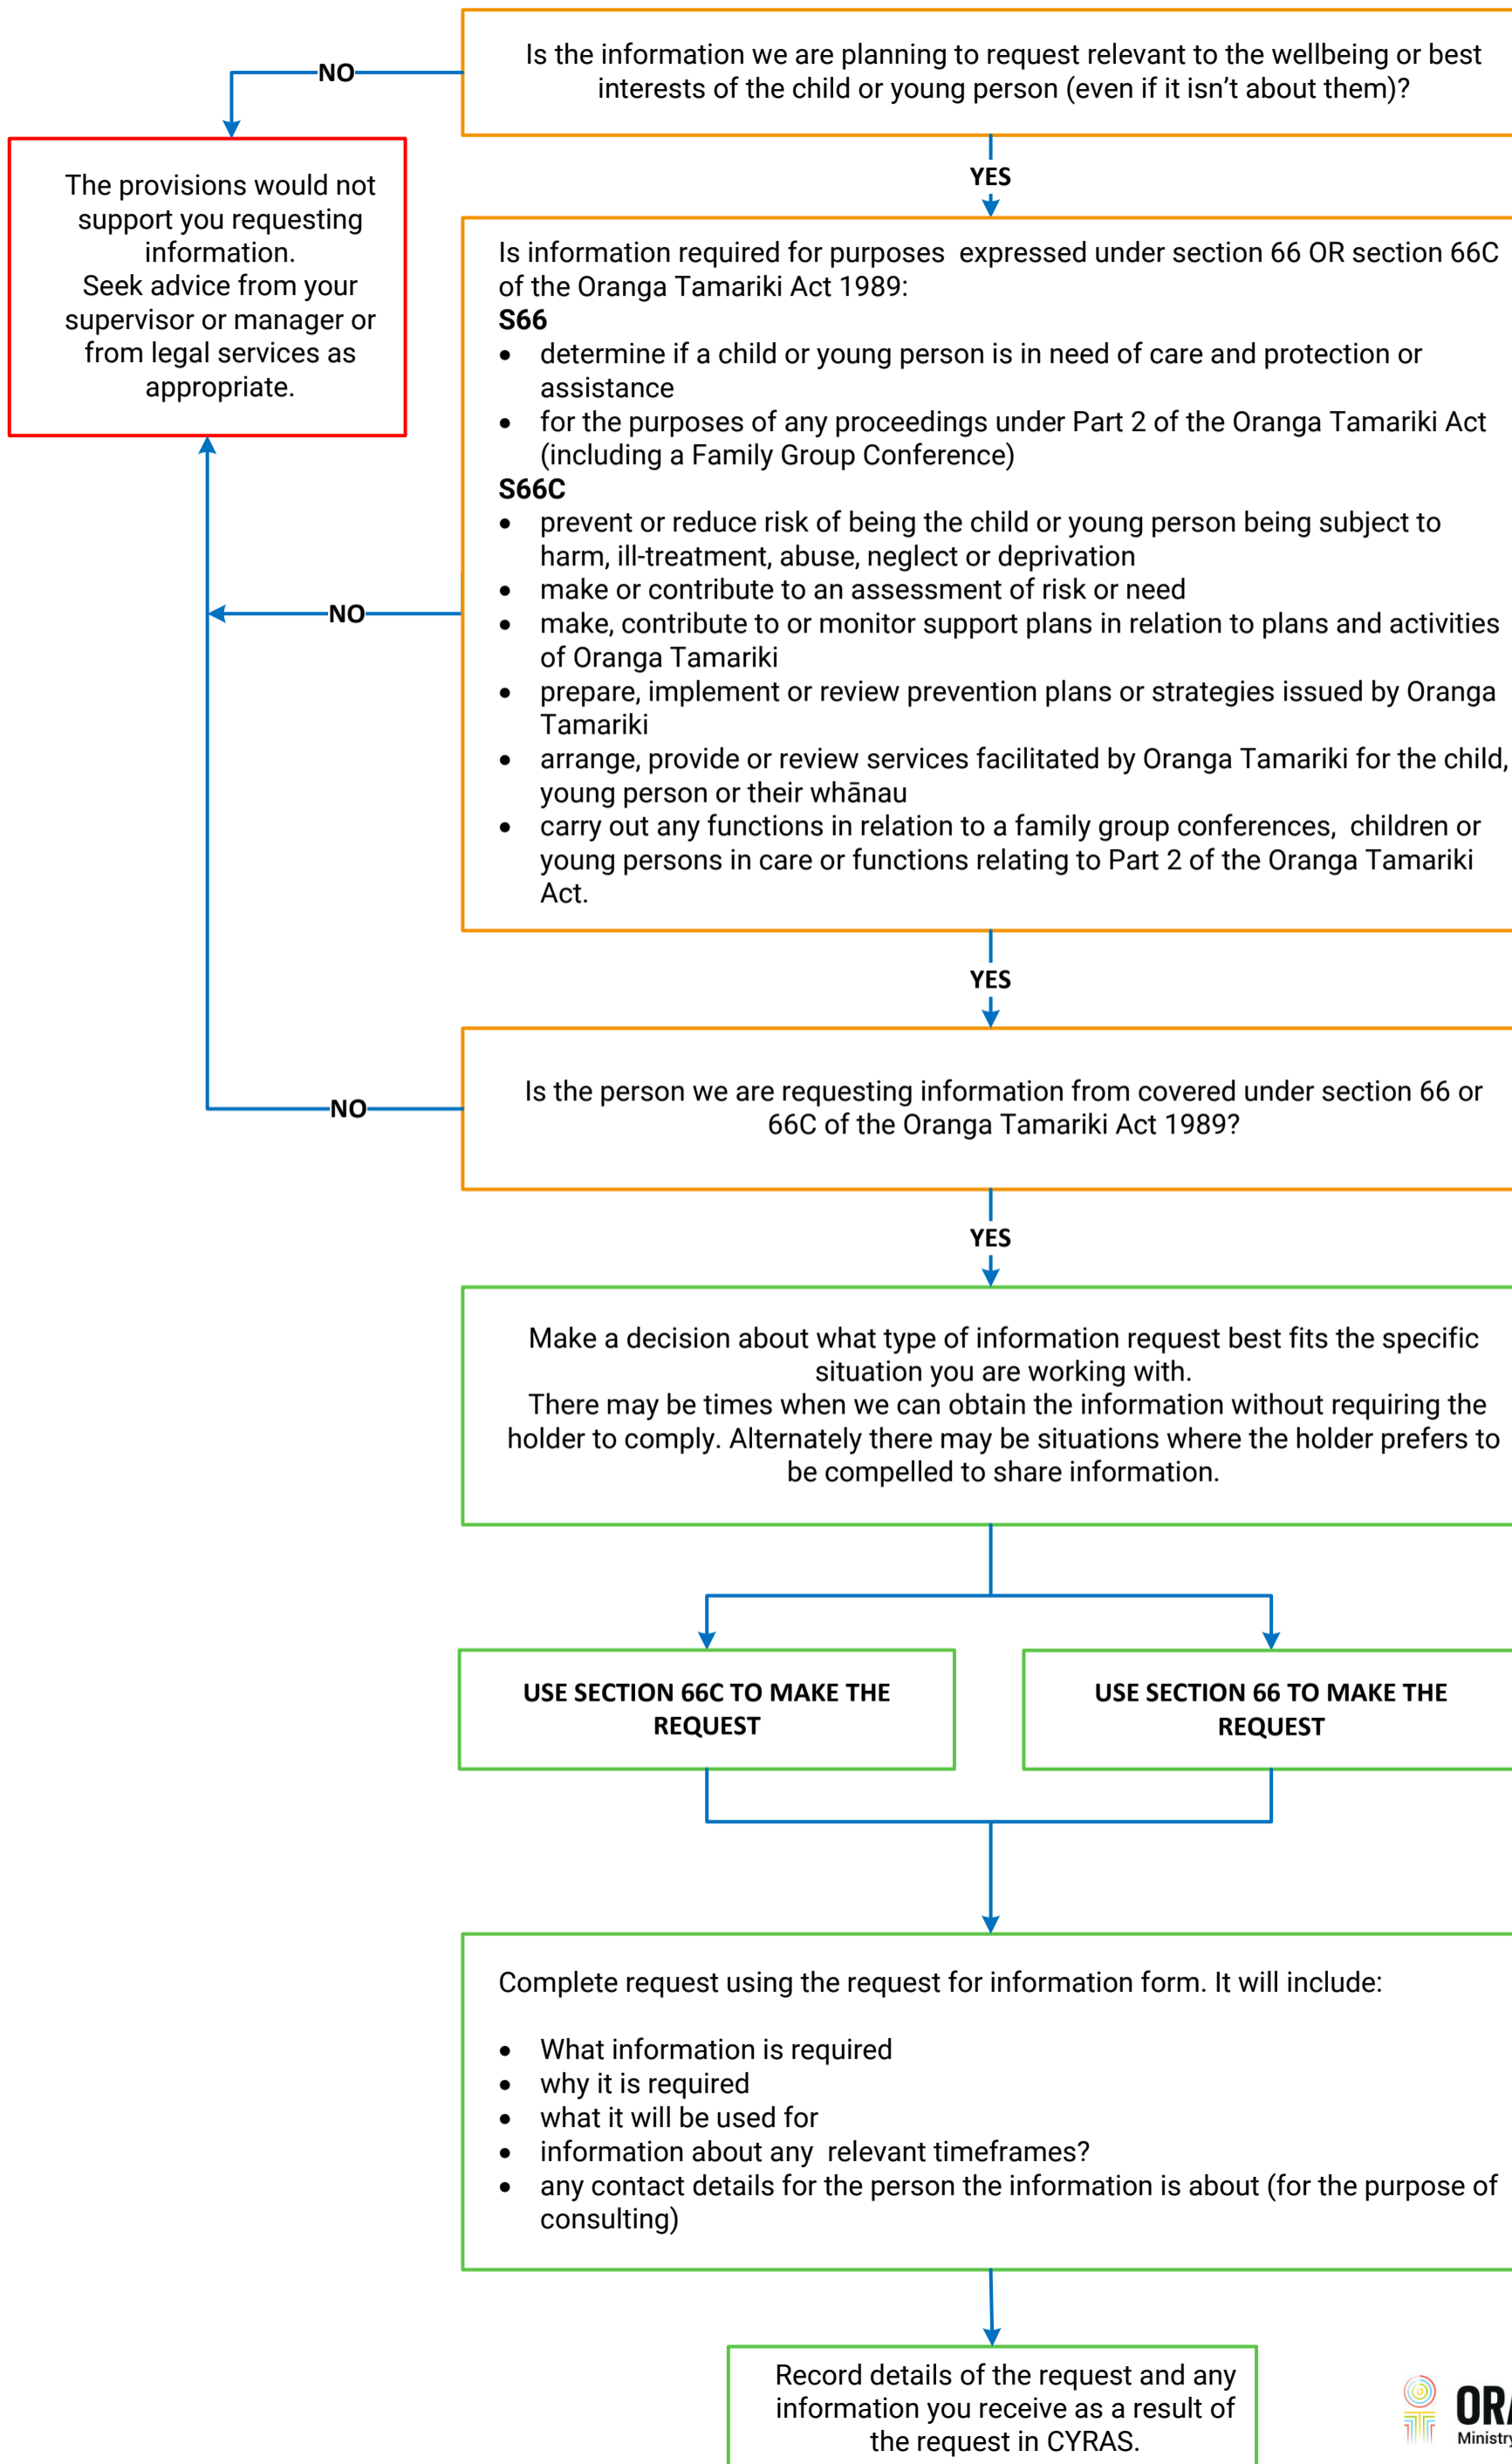 Is the information we are planning to request relevant to the wellbeing or best
interests of the child or young person (even if it isn't about them)?
NO
YES
The provisions would not
support you requesting
information.
Seek advice from your
supervisor or manager or
from legal services as
appropriate.
Is information required for purposes  expressed under section 66 OR section 66C
of the Oranga Tamariki Act 1989:
S66
• determine if a child or young person is in need of care and protection or
assistance
• for the purposes of any proceedings under Part 2 of the Oranga Tamariki Act
(including a Family Group Conference)
S66C
• prevent or reduce risk of being the child or young person being subject to
harm, ill-treatment, abuse, neglect or deprivation
• make or contribute to an assessment of risk or need
• make, contribute to or monitor support plans in relation to plans and activities
of Oranga Tamariki
• prepare, implement or review prevention plans or strategies issued by Oranga
Tamariki
• arrange, provide or review services facilitated by Oranga Tamariki for the child,
young person or their whānau
• carry out any functions in relation to a family group conferences,  children or
young persons in care or functions relating to Part 2 of the Oranga Tamariki
Act.
NO
YES
Is the person we are requesting information from covered under section 66 or
66C of the Oranga Tamariki Act 1989?
NO
YES
Make a decision about what type of information request best fits the specific
situation you are working with.
There may be times when we can obtain the information without requiring the
holder to comply. Alternately there may be situations where the holder prefers to
be compelled to share information.
USE SECTION 66C TO MAKE THE
REQUEST
USE SECTION 66 TO MAKE THE
REQUEST
Complete request using the request for information form. It will include:
• What information is required
• why it is required
• what it will be used for
• information about any  relevant timeframes?
• any contact details for the person the information is about (for the purpose of
consulting)
Record details of the request and any
information you receive as a result of
the request in CYRAS.
Ministry